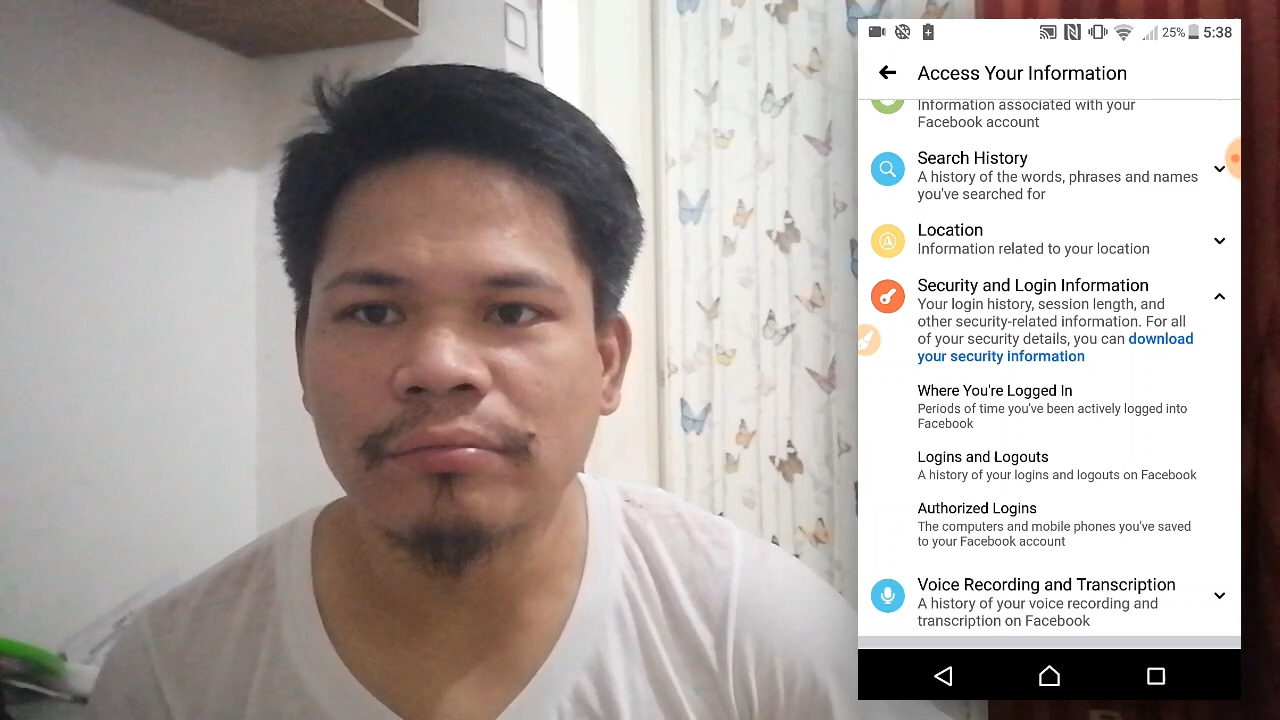 25% 5:38
Access Your Information
Information associated with your
Facebook account
Search History
A history of the words, phrases and names
you've searched for
Location
Information related to your location
Security and Login Information
Your login history, session length, and
other security-related information. For all
of your security details, you can download
your security information
Where You're Logged In
Periods of time you've been actively logged into
Facebook
Logins and Logouts
A history of your logins and logouts on Facebook
Authorized Logins
The computers and mobile phones you've saved
to your Facebook account
Voice Recording and Transcription
A history of your voice recording and
transcription on Facebook